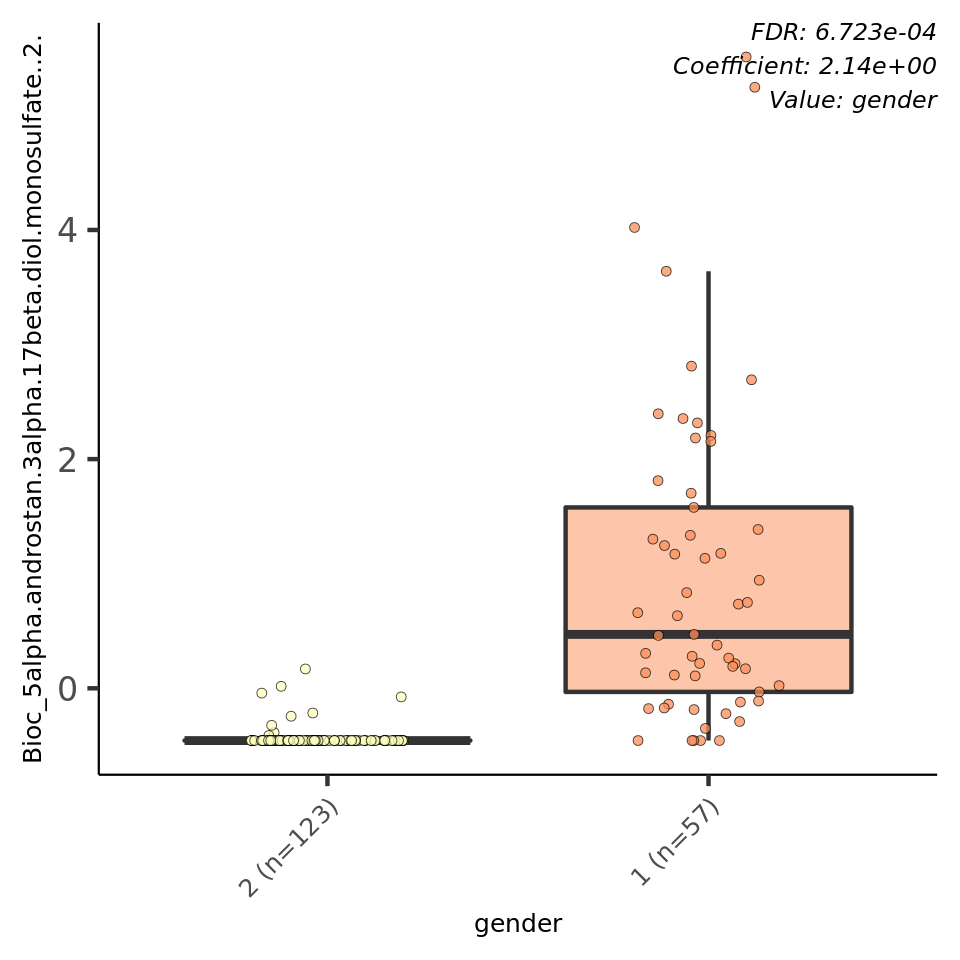 FDR: 6.723e-04
Coefficient: 2.14e+00
Value: gender
Bioc_5alpha.androstan.3alpha.17beta.diol.monosulfate..2.
4
2
0
2 (n=123)
1 (n=57)
gender